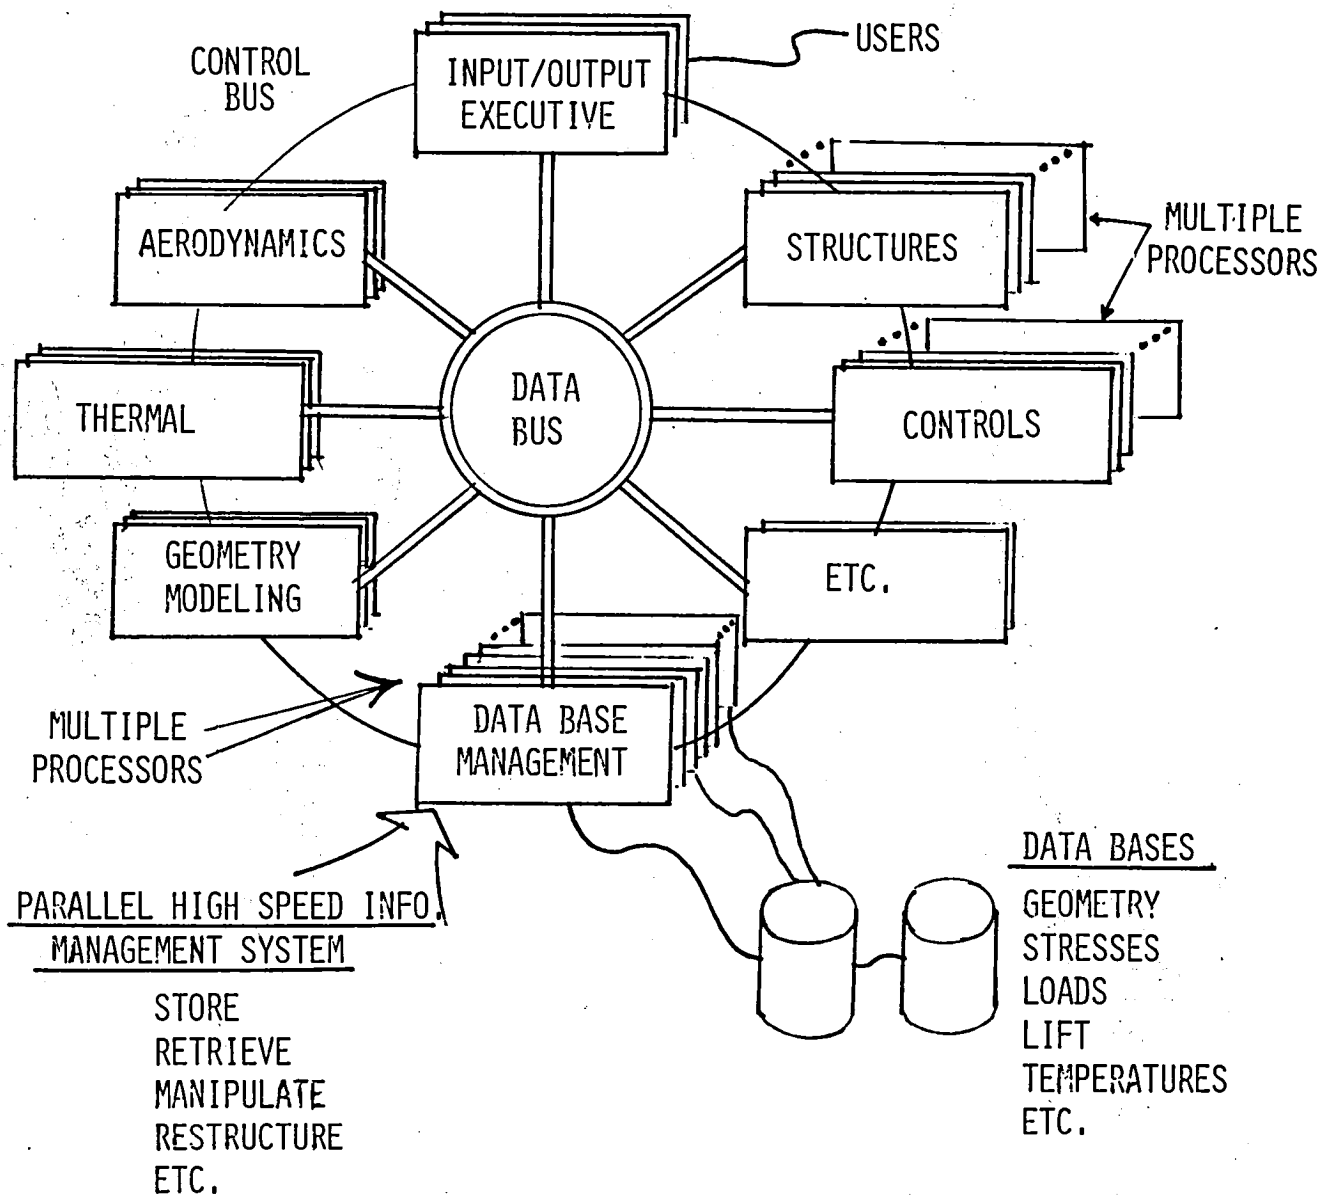 USERS
CONTROL
BUS
INPUT/OUTPUT
EXECUTIVE
AERODYNAMICS
STRUCTURES
MULTIPLE
PROCESSORS
THERMAL
DATA
BUS
CONTROLS
GEOMETRY
MODELING
ETC.
MULTIPLE
PROCESSORS
DATA BASE
MANAGEMENT
PARALLEL HIGH SPEED INFO.
MANAGEMENT SYSTEM
STORE
RETRIEVE
MANIPULATE
RESTRUCTURE
ETC.
DATA BASES
GEOMETRY
STRESSES
LOADS
LIFT
TEMPERATURES
ETC.